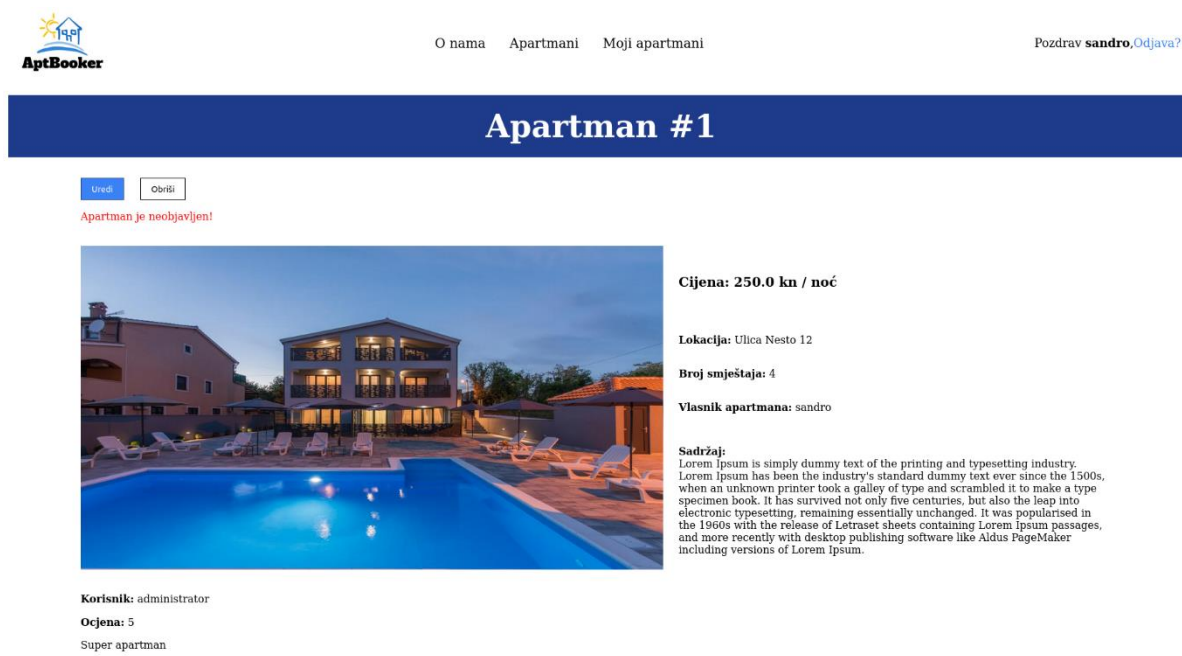 AptBooker
O nama Apartmani Moji apartmani
Pozdrav sandro,Odjava?
Apartman #1
Uredi Obriši
Apartman je neobjavljen!
Cijena: 250.0 kn / noć
Lokacija: Ulica Nesto 12
Broj smještaja: 4
Vlasnik apartmana: sandro
Sadržaj:
Lorem Ipsum is simply dummy text of the printing and typesetting industry.
Lorem Ipsum has been the industry's standard dummy text ever since the 1500s,
when an unknown printer took a galley of type and scrambled it to make a type
specimen book. It has survived not only five centuries, but also the leap into
electronic typesetting, remaining essentially unchanged. It was popularised in
the 1960s with the release of Letraset sheets containing Lorem Ipsum passages,
and more recently with desktop publishing software like Aldus PageMaker
including versions of Lorem Ipsum.
Korisnik: administrator
Ocjena: 5
Super apartman